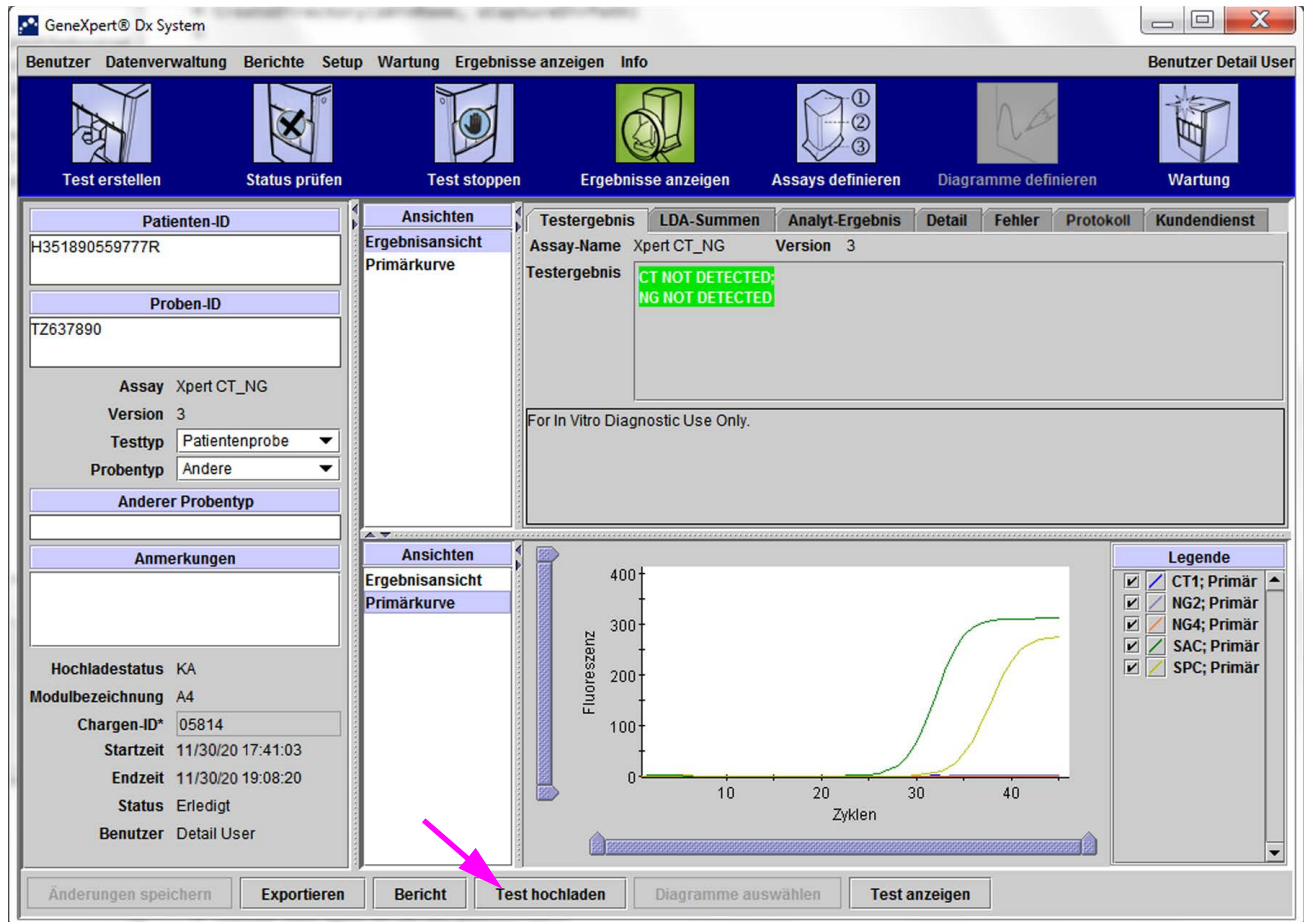 GeneXpert® Dx System
Benutzer Datenverwaltung Berichte Setup Wartung Ergebnisse anzeigen Info Benutzer Detail User
① ② ③
Test erstellen Status prüfen Test stoppen Ergebnisse anzeigen Assays definieren Diagramme definieren Wartung
Patienten-ID
H351890559777R
Proben-ID
TZ637890
Assay Xpert CT_NG
Version 3
Testtyp Patientenprobe
Probentyp Andere
Anderer Probentyp
Anmerkungen
Hochladestatus KA
Modulbezeichnung A4
Chargen-ID* 05814
Startzeit 11/30/20 17:41:03
Endzeit 11/30/20 19:08:20
Status Erledigt
Benutzer Detail User
Ansichten
Ergebnisansicht
Primärkurve
Testergebnis LDA-Summen Analyt-Ergebnis Detail Fehler Protokoll Kundendienst
Assay-Name Xpert CT_NG Version 3
Testergebnis
CT NOT DETECTED;
NG NOT DETECTED
For In Vitro Diagnostic Use Only.
Ansichten
Ergebnisansicht
Primärkurve
Fluoreszenz
400
300
200
100
0
10 20 30 40
Zyklen
Legende
CT1; Primär
NG2; Primär
NG4; Primär
SAC; Primär
SPC; Primär
Änderungen speichern Exportieren Bericht Test hochladen Diagramme auswählen Test anzeigen